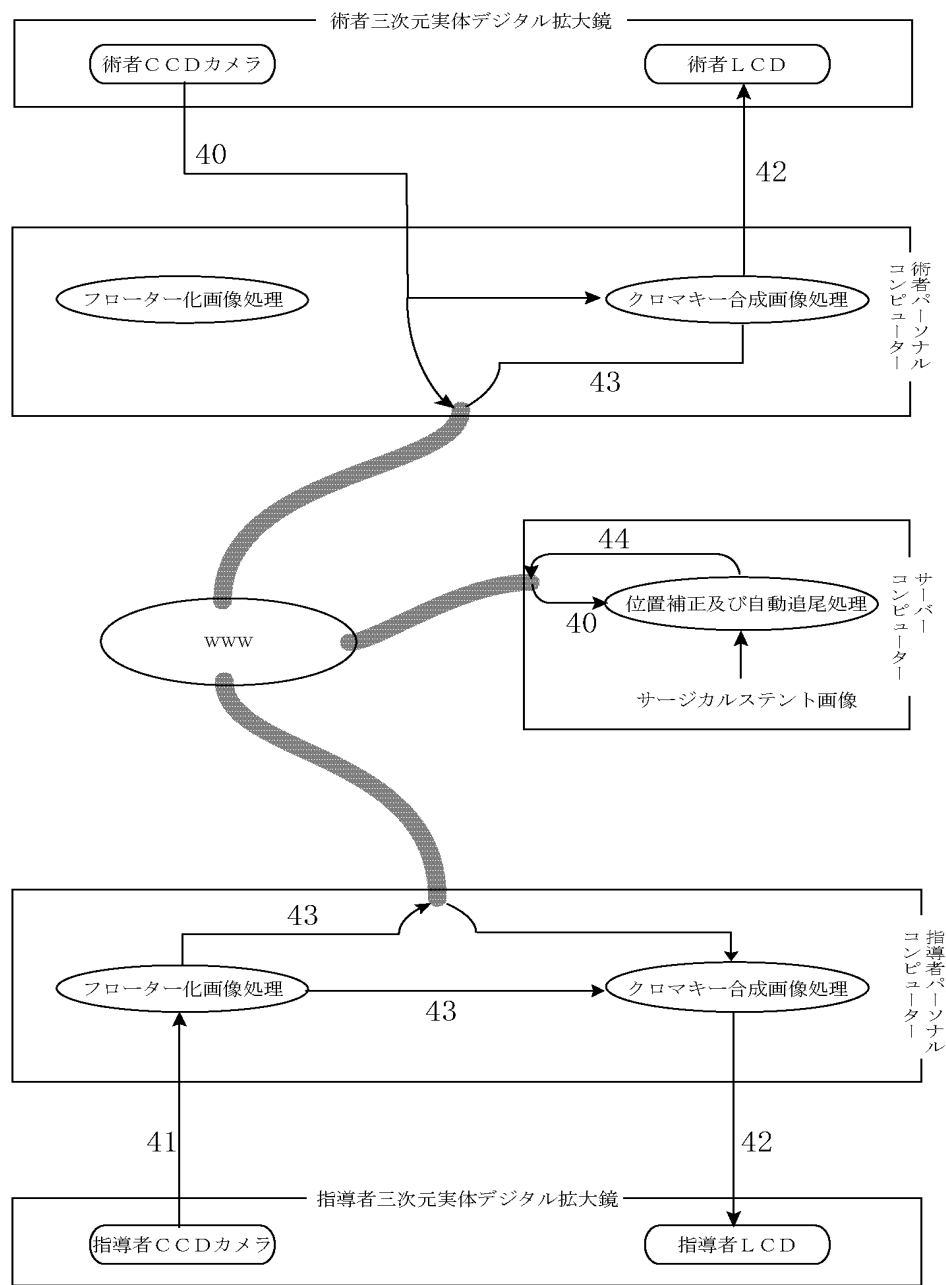 術者三次元実体デジタル拡大鏡
術者CCDカメラ
術者LCD
40
42
フローター化画像処理
クロマキー合成画像処理
術者パーソナル
コンピューター
43
44
サーバー
コンピューター
位置補正及び自動追尾処理
40
サージカルステント画像
WWW
43
フローター化画像処理
クロマキー合成画像処理
43
指導者パーソナル
コンピューター
41
42
指導者三次元実体デジタル拡大鏡
指導者CCDカメラ
指導者LCD